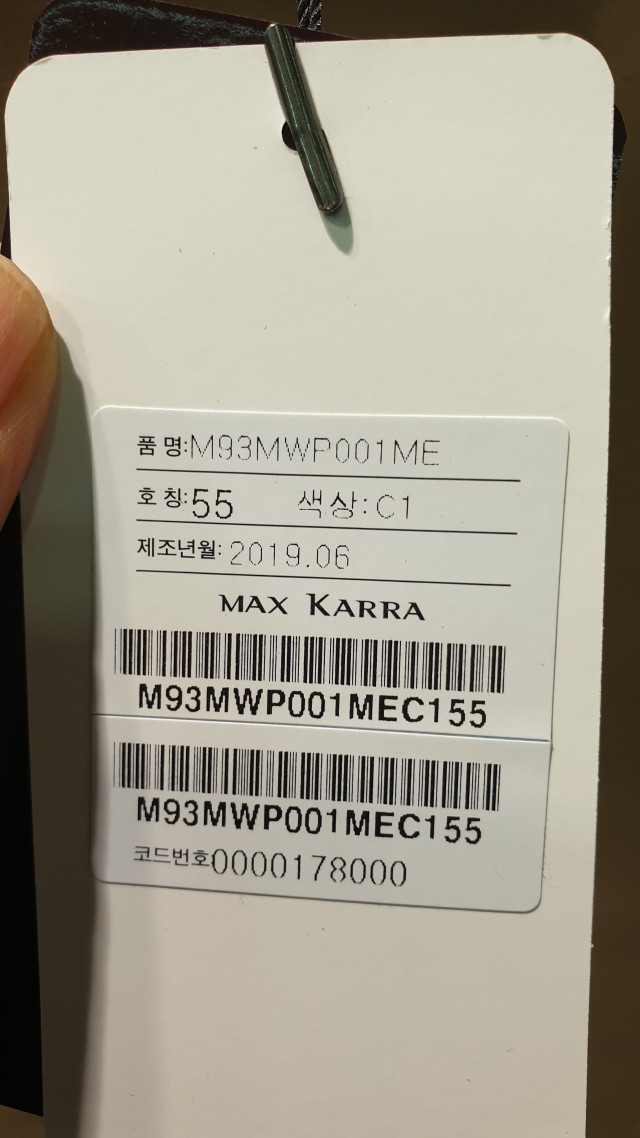 품 명:M93MWP001ME
호 칭:55 색상:C1
제조년월: 2019.06
MAX KARRA
M93MWP001MEC155
M93MWP001MEC155
코드번호0000178000